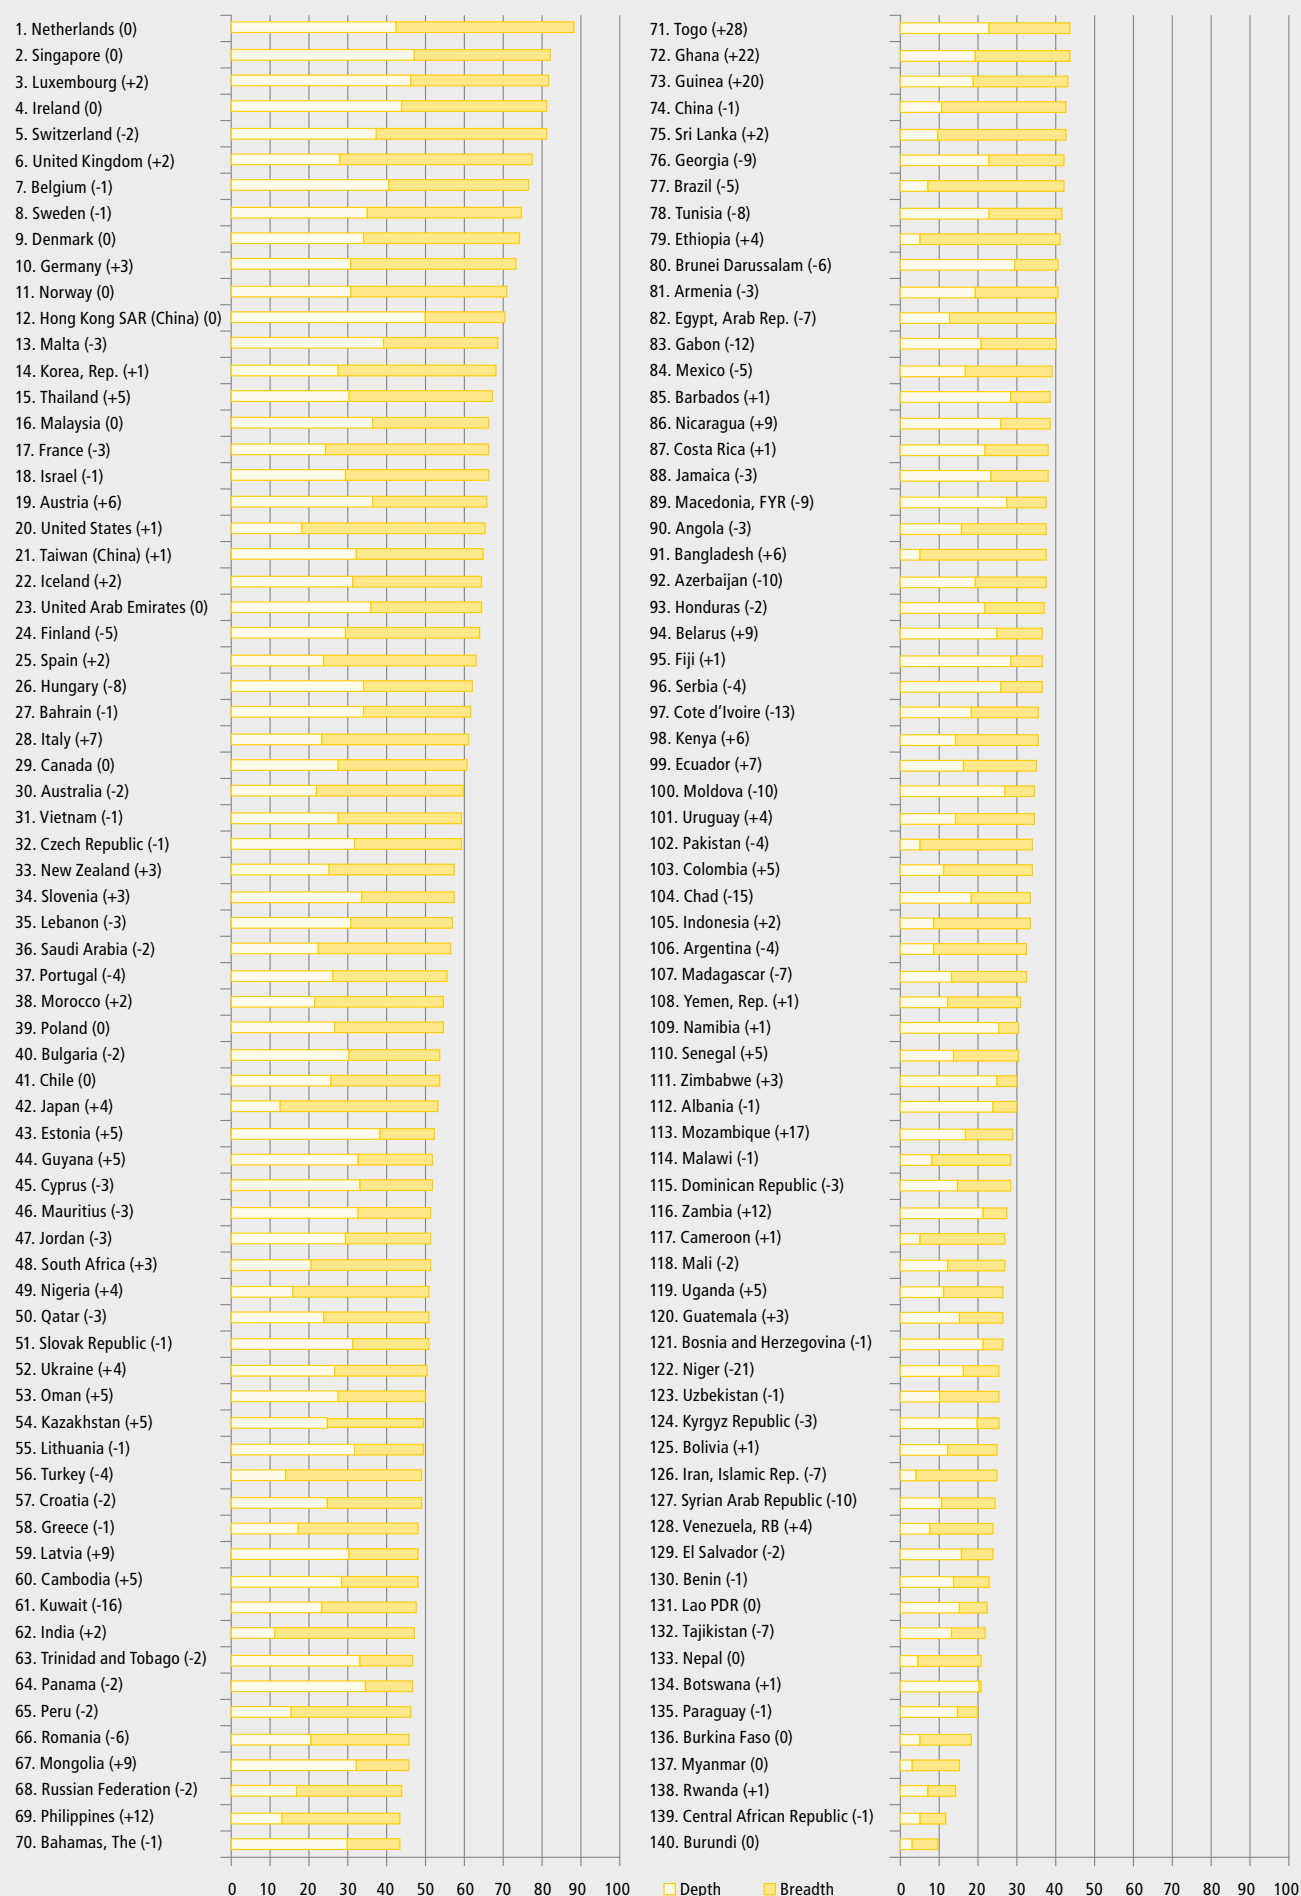 1. Netherlands (0)
2. Singapore (0)
3. Luxembourg (+2)
4. Ireland (0)
5. Switzerland (-2)
6. United Kingdom (+2)
7. Belgium (-1)
8. Sweden (-1)
9. Denmark (0)
10. Germany (+3)
11. Norway (0)
12. Hong Kong SAR (China) (0)
13. Malta (-3)
14. Korea, Rep. (+1)
15. Thailand (+5)
16. Malaysia (0)
17. France (-3)
18. Israel (-1)
19. Austria (+6)
20. United States (+1)
21. Taiwan (China) (+1)
22. Iceland (+2)
23. United Arab Emirates (0)
24. Finland (-5)
25. Spain (+2)
26. Hungary (-8)
27. Bahrain (-1)
28. Italy (+7)
29. Canada (0)
30. Australia (-2)
31. Vietnam (-1)
32. Czech Republic (-1)
33. New Zealand (+3)
34. Slovenia (+3)
35. Lebanon (-3)
36. Saudi Arabia (-2)
37. Portugal (-4)
38. Morocco (+2)
39. Poland (0)
40. Bulgaria (-2)
41. Chile (0)
42. Japan (+4)
43. Estonia (+5)
44. Guyana (+5)
45. Cyprus (-3)
46. Mauritius (-3)
47. Jordan (-3)
48. South Africa (+3)
49. Nigeria (+4)
50. Qatar (-3)
51. Slovak Republic (-1)
52. Ukraine (+4)
53. Oman (+5)
54. Kazakhstan (+5)
55. Lithuania (-1)
56. Turkey (-4)
57. Croatia (-2)
58. Greece (-1)
59. Latvia (+9)
60. Cambodia (+5)
61. Kuwait (-16)
62. India (+2)
63. Trinidad and Tobago (-2)
64. Panama (-2)
65. Peru (-2)
66. Romania (-6)
67. Mongolia (+9)
68. Russian Federation (-2)
69. Philippines (+12)
70. Bahamas, The (-1)
0 10 20 30 40 50 60 70 80 90 100
71. Togo (+28)
72. Ghana (+22)
73. Guinea (+20)
74. China (-1)
75. Sri Lanka (+2)
76. Georgia (-9)
77. Brazil (-5)
78. Tunisia (-8)
79. Ethiopia (+4)
80. Brunei Darussalam (-6)
81. Armenia (-3)
82. Egypt, Arab Rep. (-7)
83. Gabon (-12)
84. Mexico (-5)
85. Barbados (+1)
86. Nicaragua (+9)
87. Costa Rica (+1)
88. Jamaica (-3)
89. Macedonia, FYR (-9)
90. Angola (-3)
91. Bangladesh (+6)
92. Azerbaijan (-10)
93. Honduras (-2)
94. Belarus (+9)
95. Fiji (+1)
96. Serbia (-4)
97. Cote d’Ivoire (-13)
98. Kenya (+6)
99. Ecuador (+7)
100. Moldova (-10)
101. Uruguay (+4)
102. Pakistan (-4)
103. Colombia (+5)
104. Chad (-15)
105. Indonesia (+2)
106. Argentina (-4)
107. Madagascar (-7)
108. Yemen, Rep. (+1)
109. Namibia (+1)
110. Senegal (+5)
111. Zimbabwe (+3)
112. Albania (-1)
113. Mozambique (+17)
114. Malawi (-1)
115. Dominican Republic (-3)
116. Zambia (+12)
117. Cameroon (+1)
118. Mali (-2)
119. Uganda (+5)
120. Guatemala (+3)
121. Bosnia and Herzegovina (-1)
122. Niger (-21)
123. Uzbekistan (-1)
124. Kyrgyz Republic (-3)
125. Bolivia (+1)
126. Iran, Islamic Rep. (-7)
127. Syrian Arab Republic (-10)
128. Venezuela, RB (+4)
129. El Salvador (-2)
130. Benin (-1)
131. Lao PDR (0)
132. Tajikistan (-7)
133. Nepal (0)
134. Botswana (+1)
135. Paraguay (-1)
136. Burkina Faso (0)
137. Myanmar (0)
138. Rwanda (+1)
139. Central African Republic (-1)
140. Burundi (0)
Depth Breadth
0 10 20 30 40 50 60 70 80 90 100